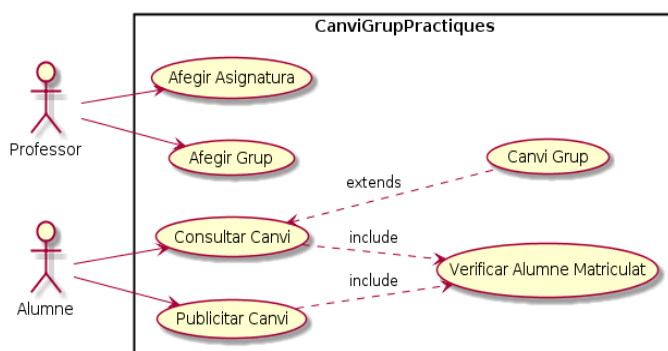 CanviGrupPractiques
Afegir Asignatura
Professor
Afegir Grup
Canvi Grup
extends
Consultar Canvi
include
Verificar Alumne Matriculat
include
Alumne
Publicitar Canvi